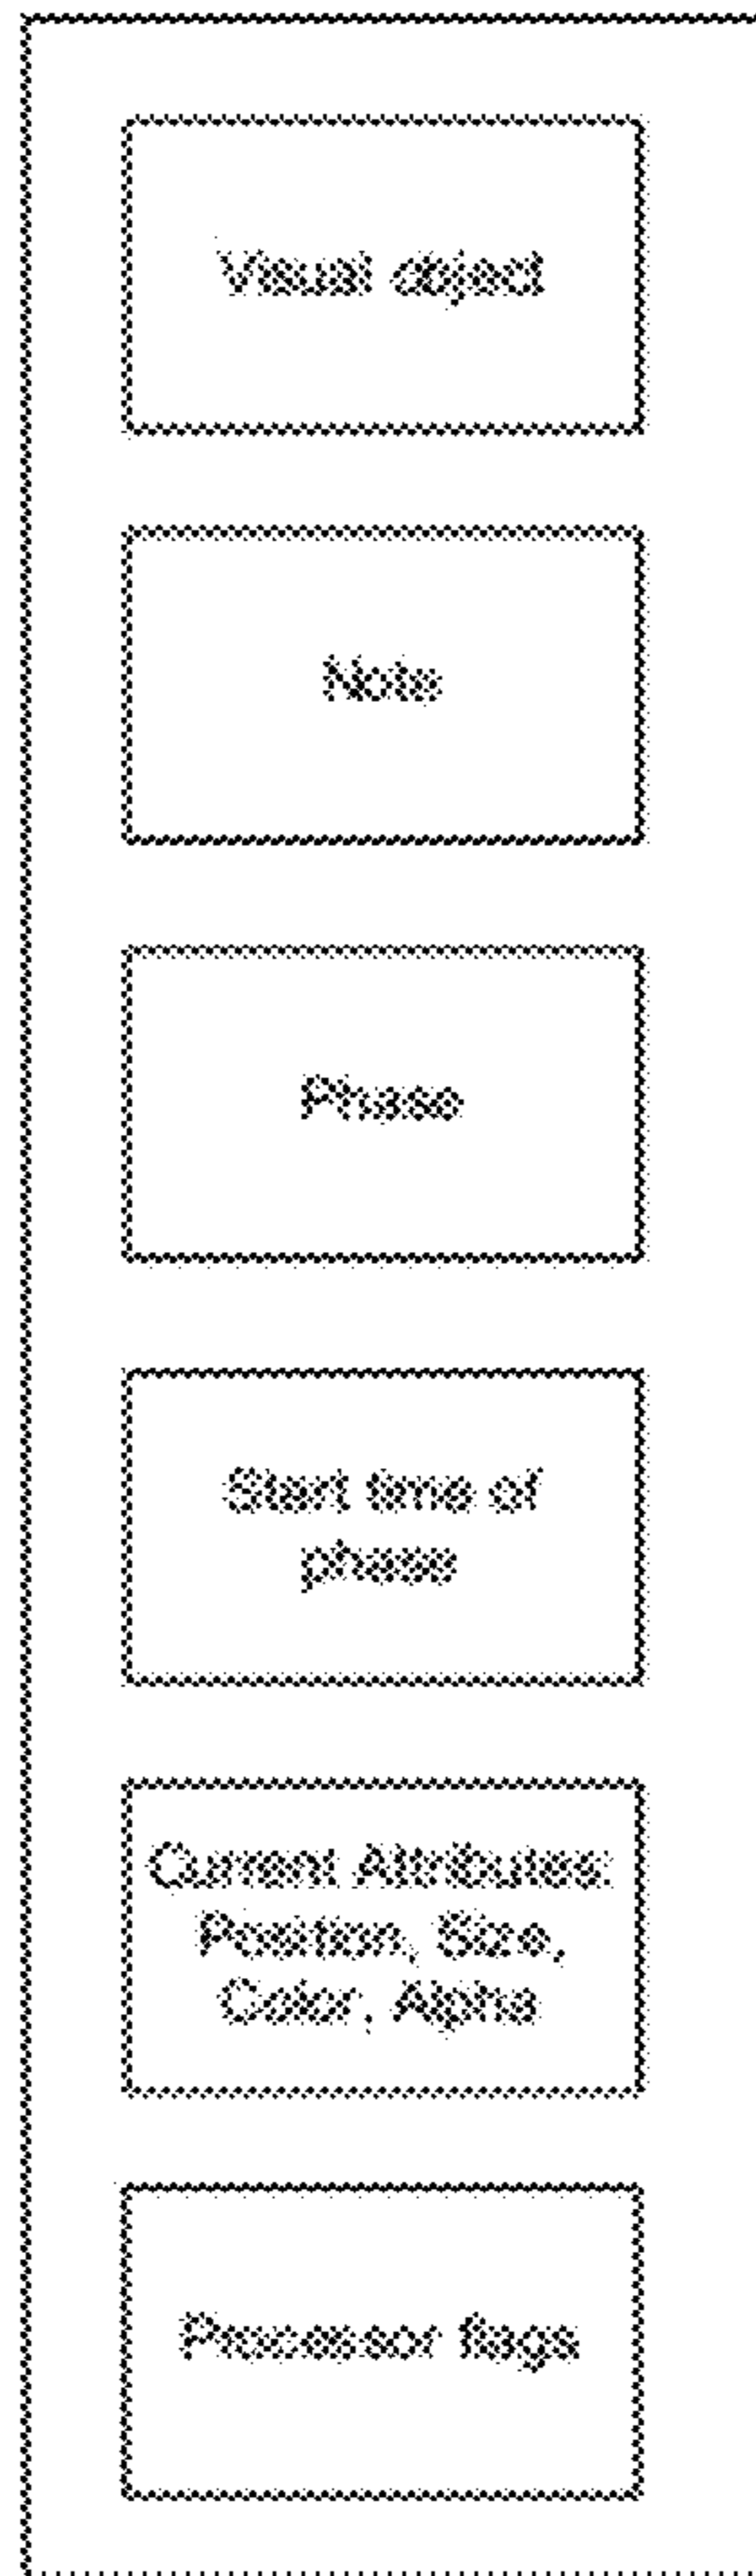 Visual object
Note
Phase
Start time of
phase
Current Attributes:
Position, Size,
Color, Alpha
Processor flags